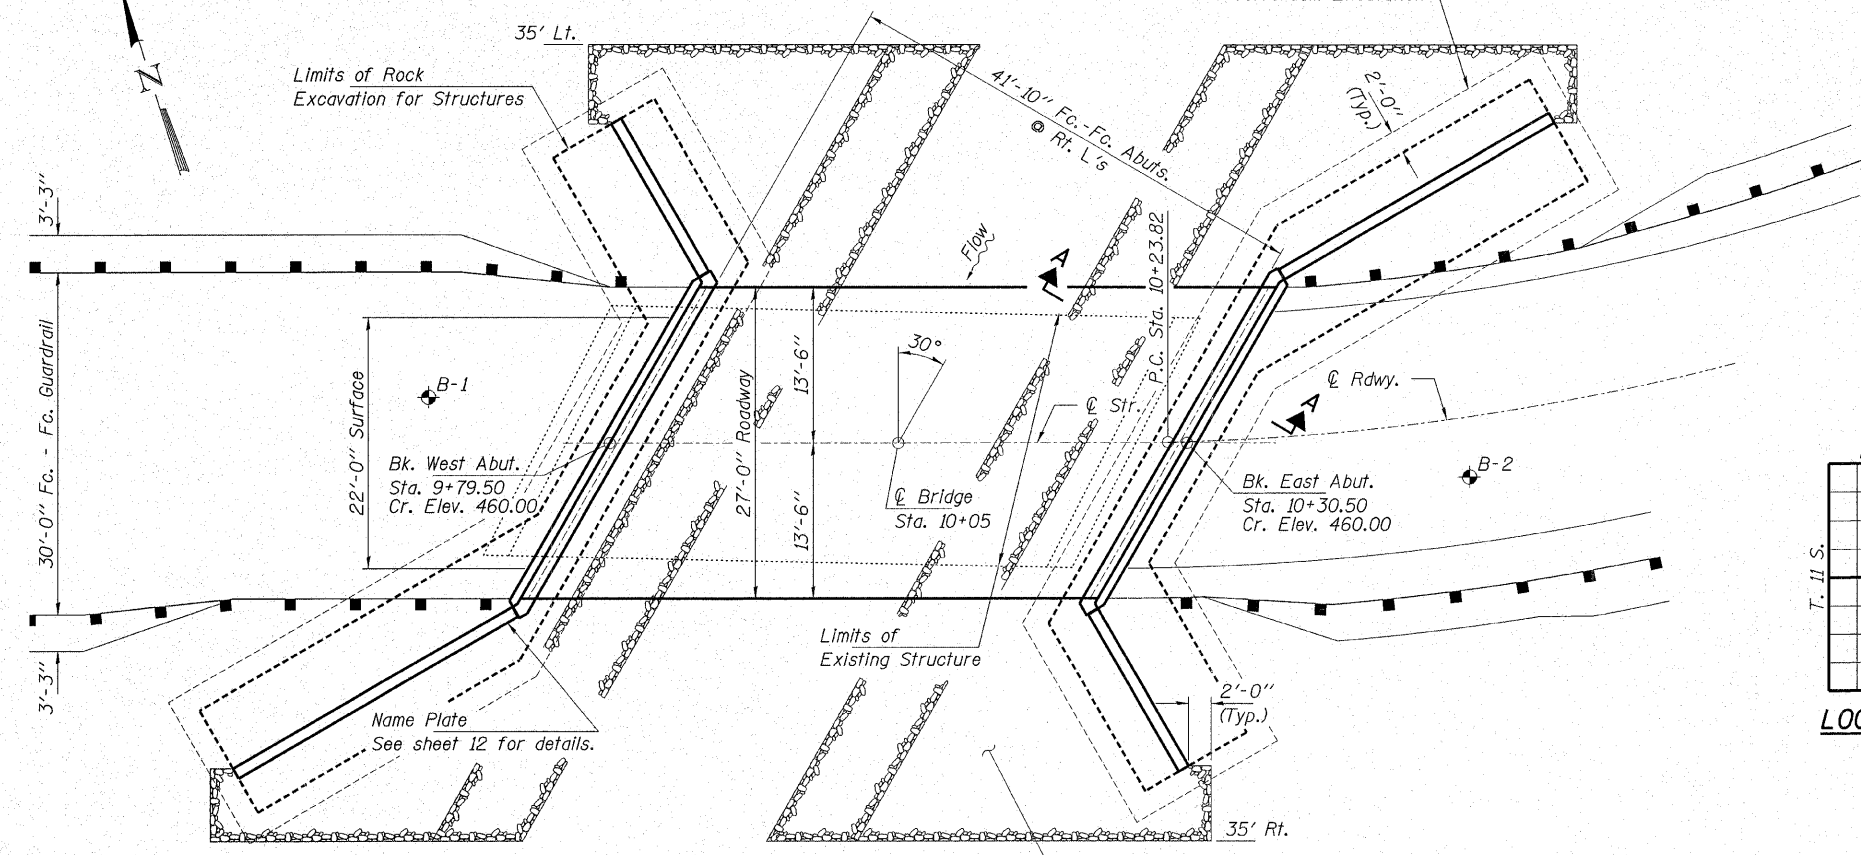 35' Lt.
N
Limits of Rock
Excavation for Structures
41'-10" Fc.-Fc. Abuts.
@ Rt. L's
2'-0"
(Typ.)
3'-3"
Flow
A
P.C. Sta. 10+23.82
30'-0" Fc. - Fc. Guardrail
22'-0" Surface
B-1
27'-0" Roadway
13'-6"
30°
℄ Rdwy.
℄ Str.
A
Bk. West Abut.
Sta. 9+79.50
Cr. Elev. 460.00
13'-6"
℄ Bridge
Sta. 10+05
Bk. East Abut.
Sta. 10+30.50
Cr. Elev. 460.00
B-2
T. 11 S.
Limits of
Existing Structure
3'-3"
Name Plate
See sheet 12 for details.
2'-0"
(Typ.)
35' Rt.
LOC